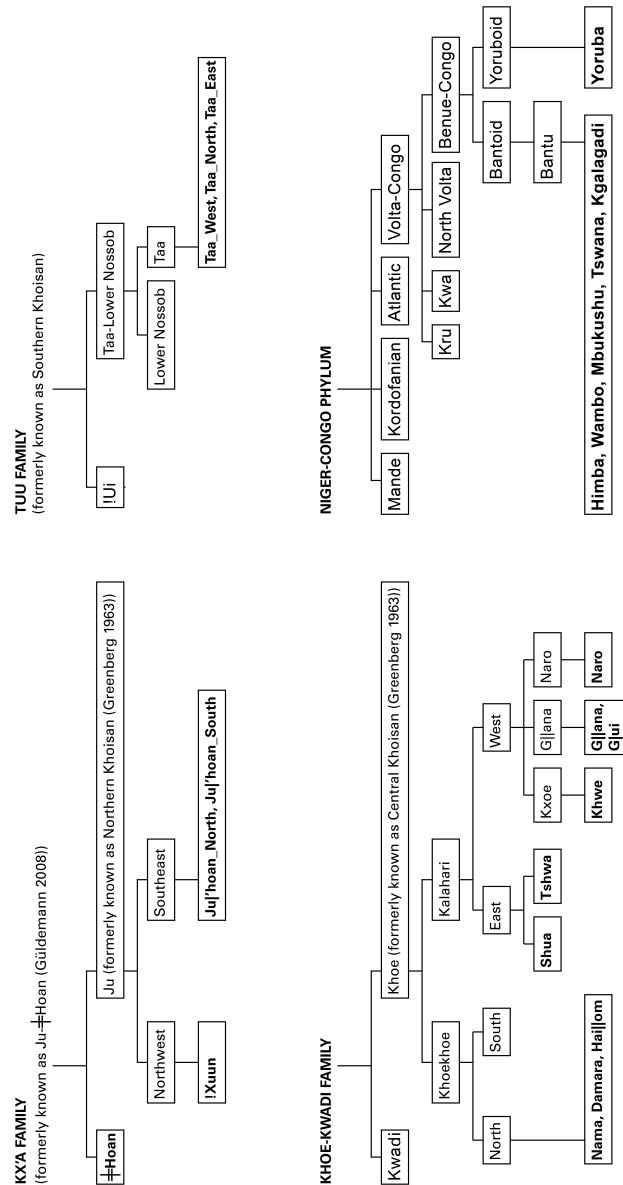 KX'A FAMILY
(formerly known as Ju-ǂHoan (Güldemann 2008))
ǂHoan
Ju (formerly known as Northern Khoisan (Greenberg 1963))
Northwest
Southeast
!Xuun
Ju|'hoan_North, Ju|'hoan_South
TUU FAMILY
(formerly known as Southern Khoisan)
!Ui
Taa-Lower Nossob
Lower Nossob
Taa
Taa_West, Taa_North, Taa_East
KHOE-KWADI FAMILY
Kwadi
Khoe (formerly known as Central Khoisan (Greenberg 1963))
Khoekhoe
Kalahari
North
South
East
West
Shua
Tshwa
Kxoe
G||ana
Naro
Nama, Damara, Hai||om
Khwe
G||ana,
G|ui
Naro
NIGER-CONGO PHYLUM
Mande
Kordofanian
Atlantic
Volta-Congo
Kru
Kwa
North Volta
Benue-Congo
Bantoid
Yoruboid
Bantu
Himba, Wambo, Mbukushu, Tswana, Kgalagadi
Yoruba